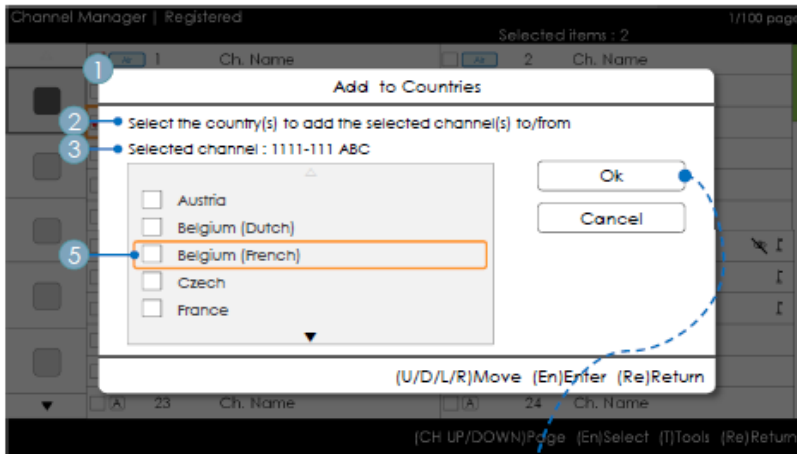 Channel Manager | Registered
1/100 page
Selected items : 2
Air 1 Ch. Name
Air 2 Ch. Name
1
Add to Countries
2
Select the country(s) to add the selected channel(s) to/from
3
Selected channel : 1111-111 ABC
Ok
Austria
Cancel
Belgium (Dutch)
5
Belgium (French)
Czech
France
(U/D/L/R)Move (En)Enter (Re)Return
A 23 Ch. Name
A 24 Ch. Name
(CH UP/DOWN)Page (En)Select (T)Tools (Re)Return